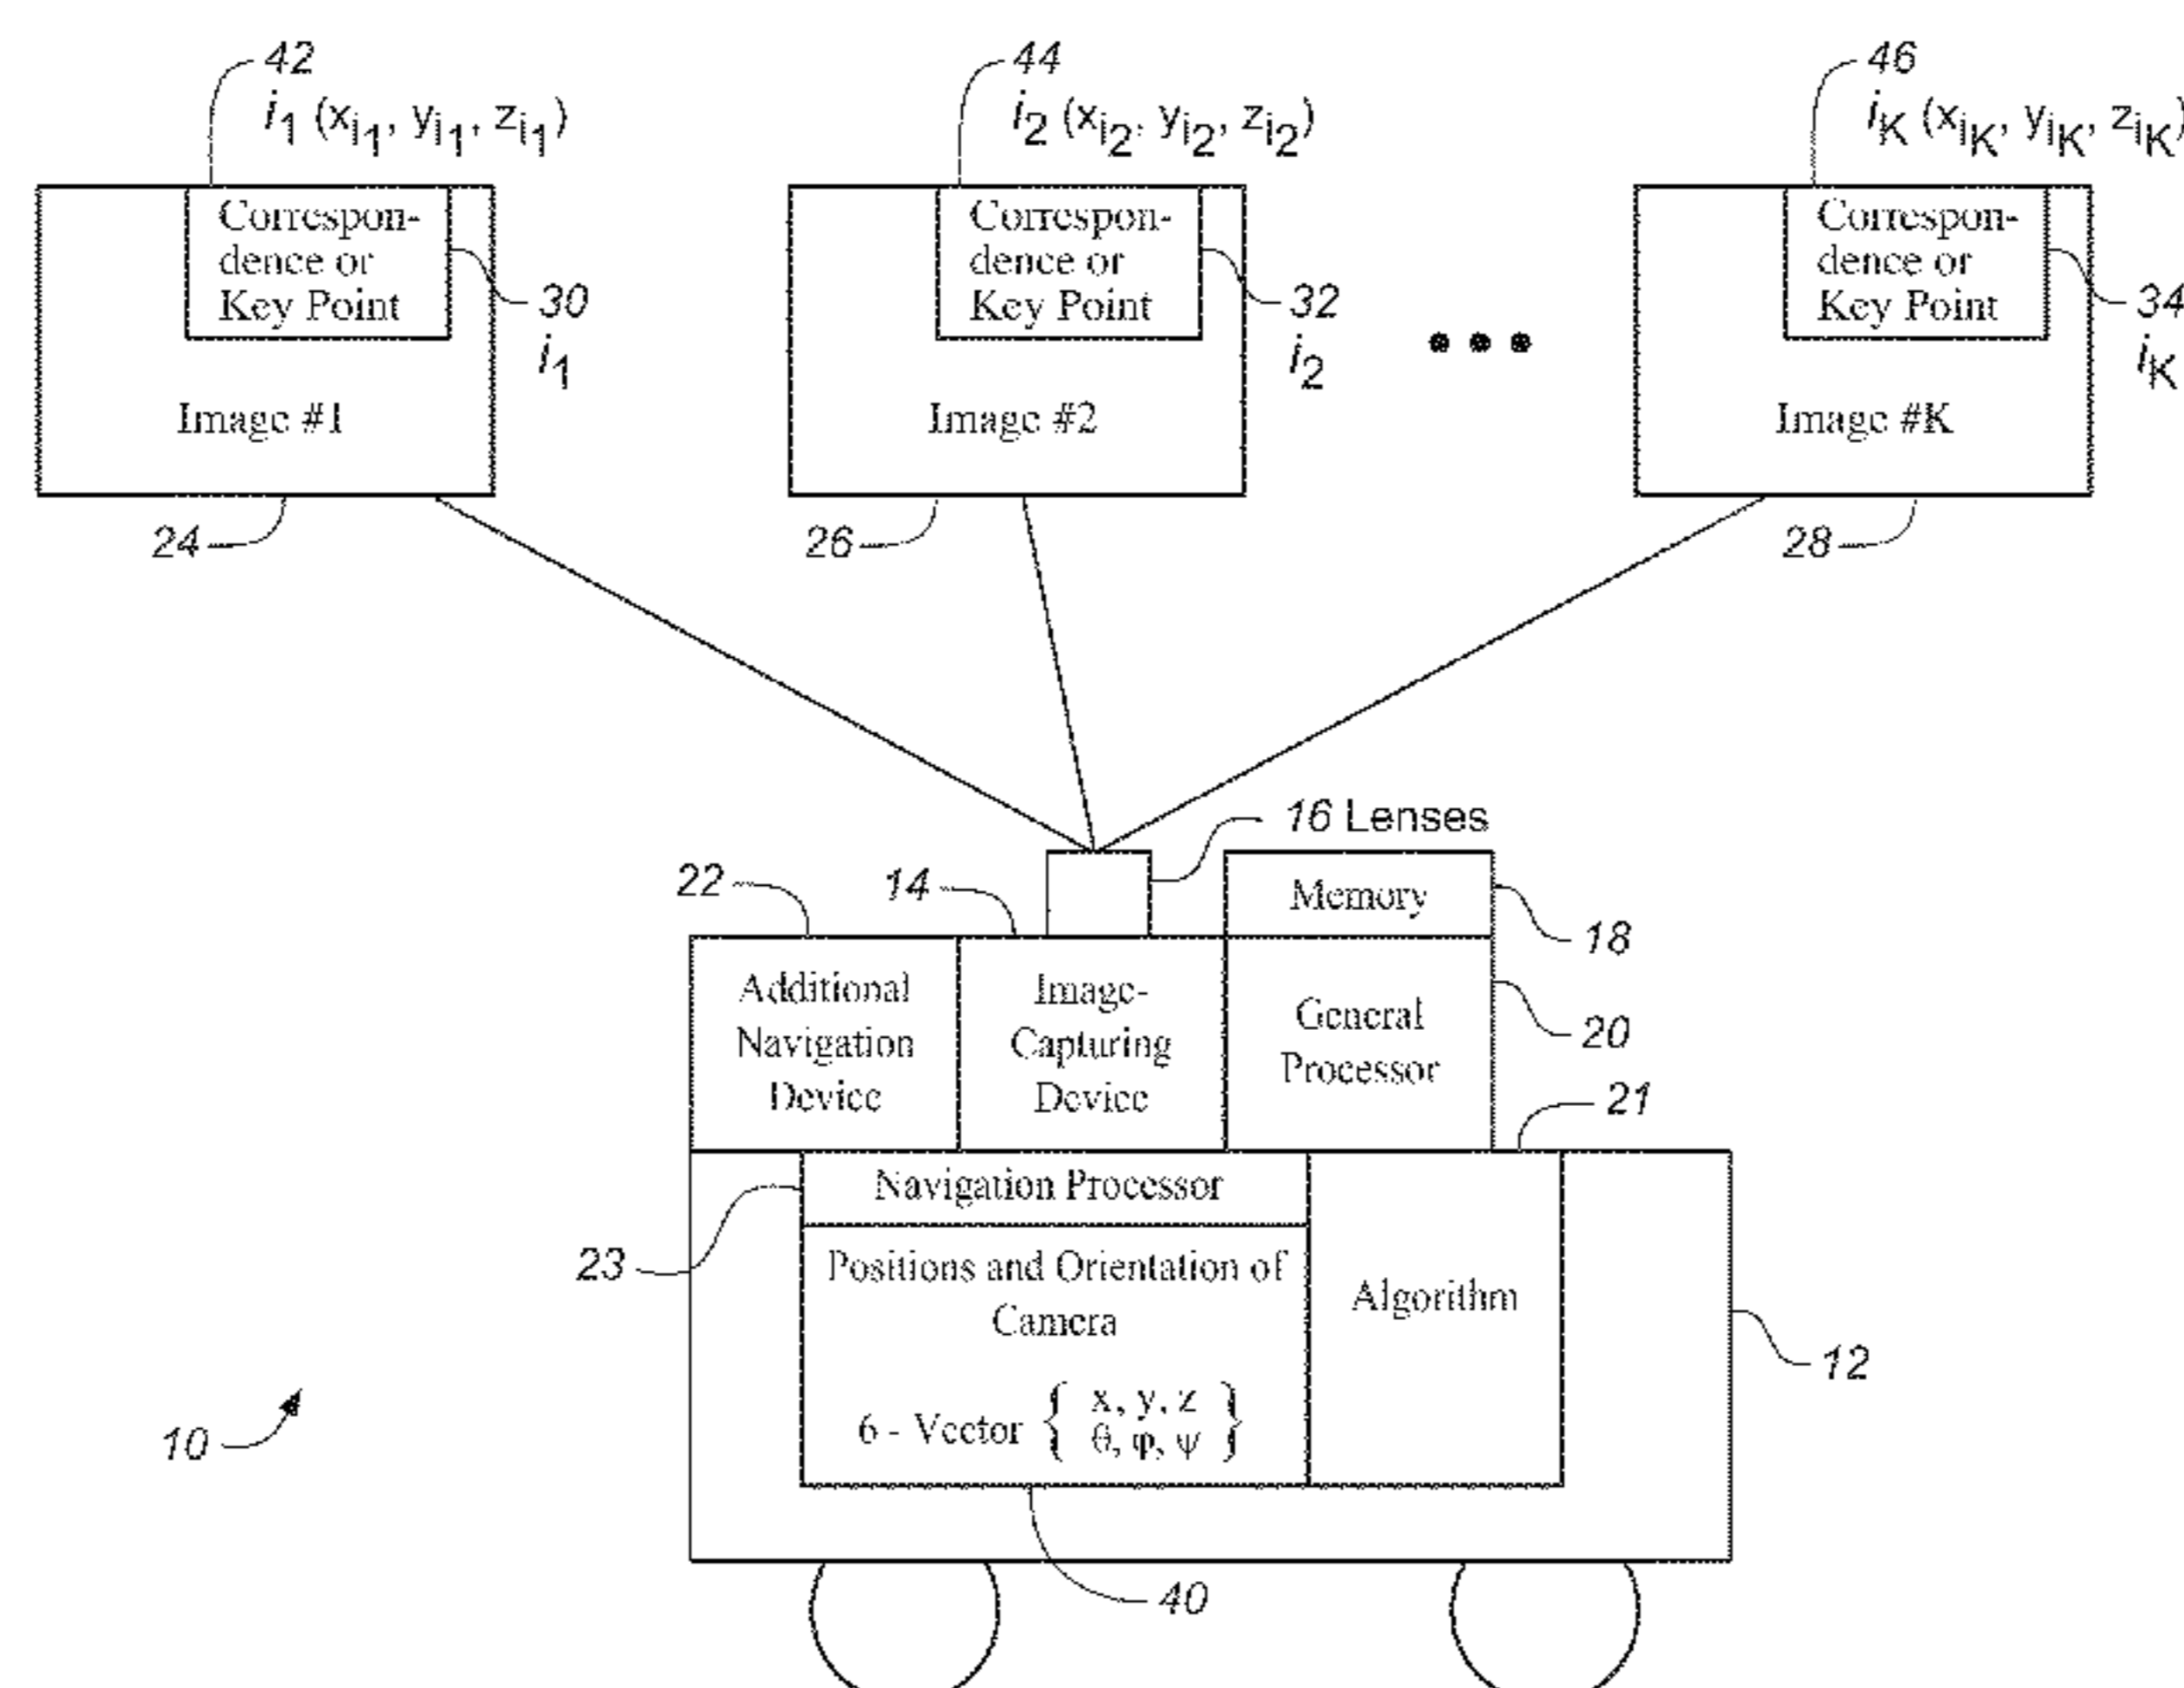 42
i1 (xi1, yi1, zi1)
44
i2 (xi2, yi2, zi2)
46
iK (xiK, yiK, ziK)
Correspon-
dence or
Key Point
30
i1
Image #1
24
Correspon-
dence or
Key Point
32
i2
Image #2
26
Correspon-
dence or
Key Point
34
iK
Image #K
28
16 Lenses
22
14
Memory
18
Additional
Navigation
Device
Image-
Capturing
Device
General
Processor
20
21
Navigation Processor
23
Positions and Orientation of
Camera
6 - Vector { x, y, z
θ, φ, ψ }
Algorithm
12
10
40